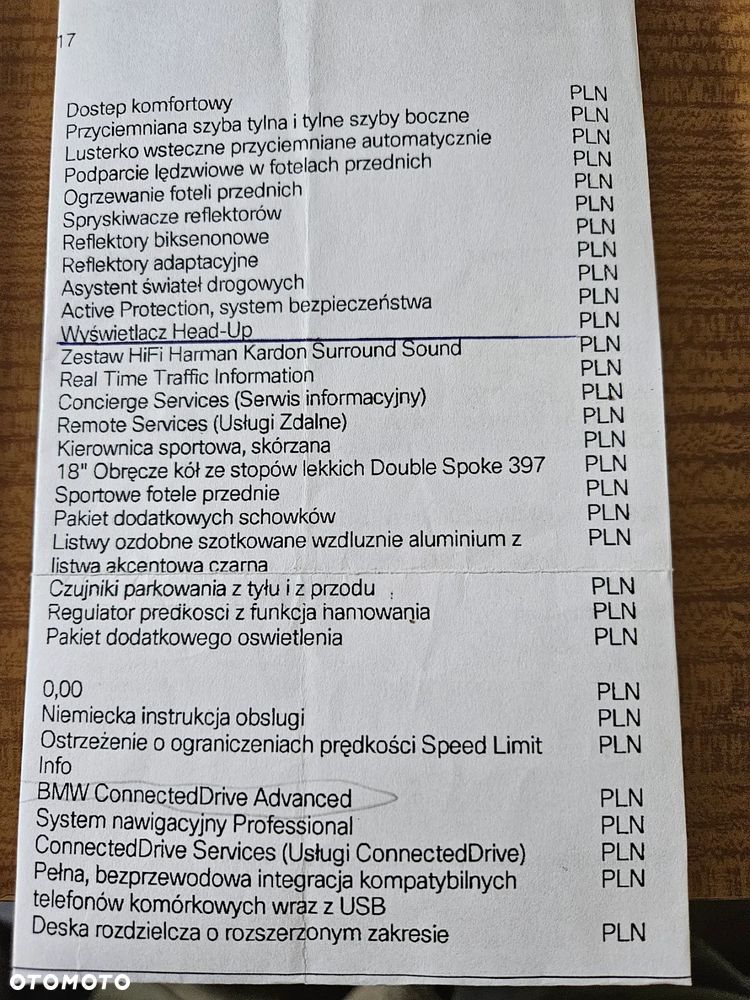 17
Dostep komfortowy PLN
Przyciemniana szyba tylna i tylne szyby boczne PLN
Lusterko wsteczne przyciemniane automatycznie PLN
Podparcie lędzwiowe w fotelach przednich PLN
Ogrzewanie foteli przednich PLN
Spryskiwacze reflektorów PLN
Reflektory biksenonowe PLN
Reflektory adaptacyjne PLN
Asystent świateł drogowych PLN
Active Protection, system bezpieczeństwa PLN
Wyświetlacz Head-Up PLN
Zestaw HiFi Harman Kardon Surround Sound PLN
Real Time Traffic Information PLN
Concierge Services (Serwis informacyjny) PLN
Remote Services (Usługi Zdalne) PLN
Kierownica sportowa, skórzana PLN
18" Obręcze kół ze stopów lekkich Double Spoke 397 PLN
Sportowe fotele przednie PLN
Pakiet dodatkowych schowków PLN
Listwy ozdobne szotkowane wzdluznie aluminium z PLN
listwa akcentowa czarna
Czujniki parkowania z tyłu i z przodu PLN
Regulator predkosci z funkcja hamowania PLN
Pakiet dodatkowego oswietlenia PLN
0,00 PLN
Niemiecka instrukcja obslugi PLN
Ostrzeżenie o ograniczeniach prędkości Speed Limit PLN
Info
BMW ConnectedDrive Advanced PLN
System nawigacyjny Professional PLN
ConnectedDrive Services (Usługi ConnectedDrive) PLN
Pełna, bezprzewodowa integracja kompatybilnych PLN
telefonów komórkowych wraz z USB
Deska rozdzielcza o rozszerzonym zakresie PLN
OTOMOTO